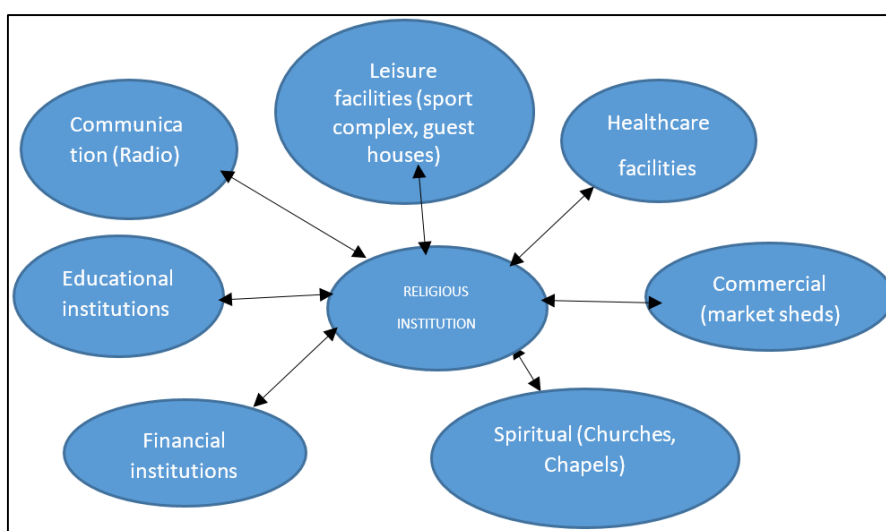 Leisure
facilities (sport
complex, guest
houses)
Communica
tion (Radio)
Healthcare
facilities
Educational
institutions
RELIGIOUS
INSTITUTION
Commercial
(market sheds)
Financial
institutions
Spiritual (Churches,
Chapels)